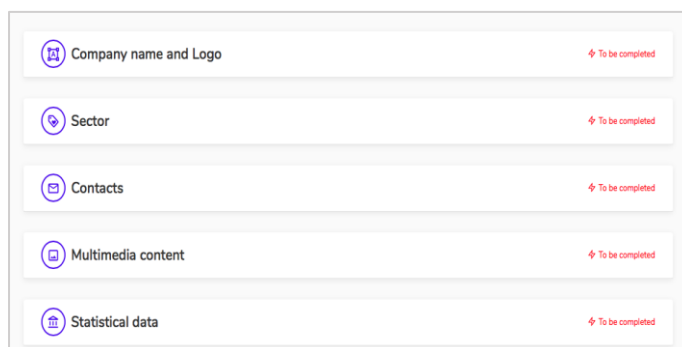 Company name and Logo
To be completed
Sector
To be completed
Contacts
To be completed
Multimedia content
To be completed
Statistical data
To be completed